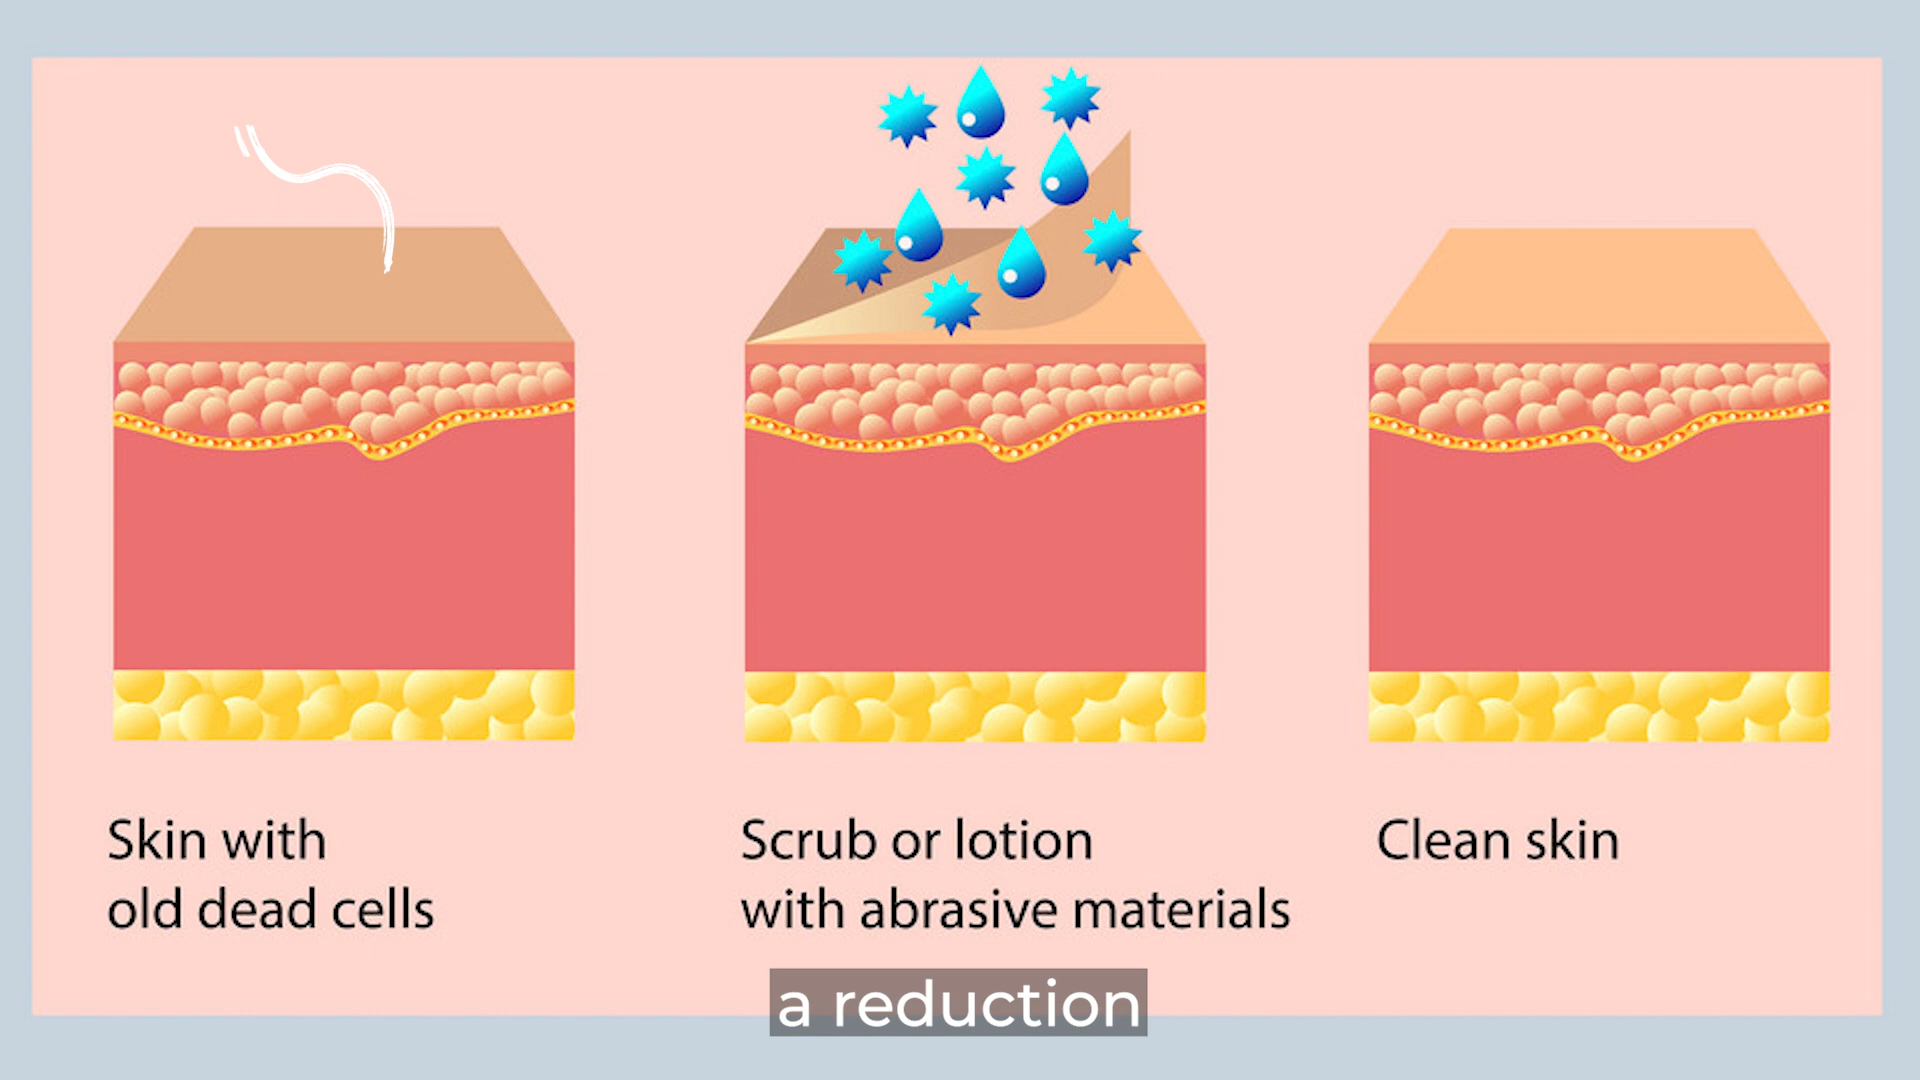 Skin with
old dead cells
Scrub or lotion
with abrasive materials
Clean skin
a reduction